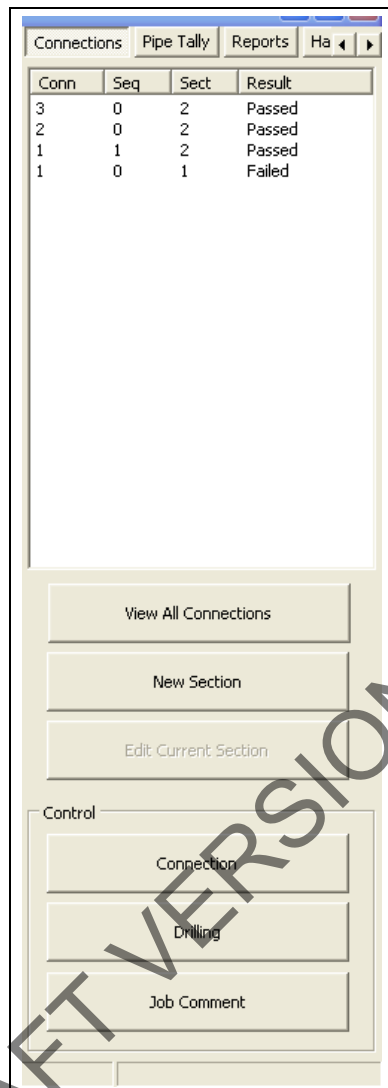 Connections Pipe Tally Reports Ha
Conn Seq Sect Result
3 0 2 Passed
2 0 2 Passed
1 1 2 Passed
1 0 1 Failed
View All Connections
New Section
Edit Current Section
Control
Connection
Drilling
Job Comment
FT VERSION